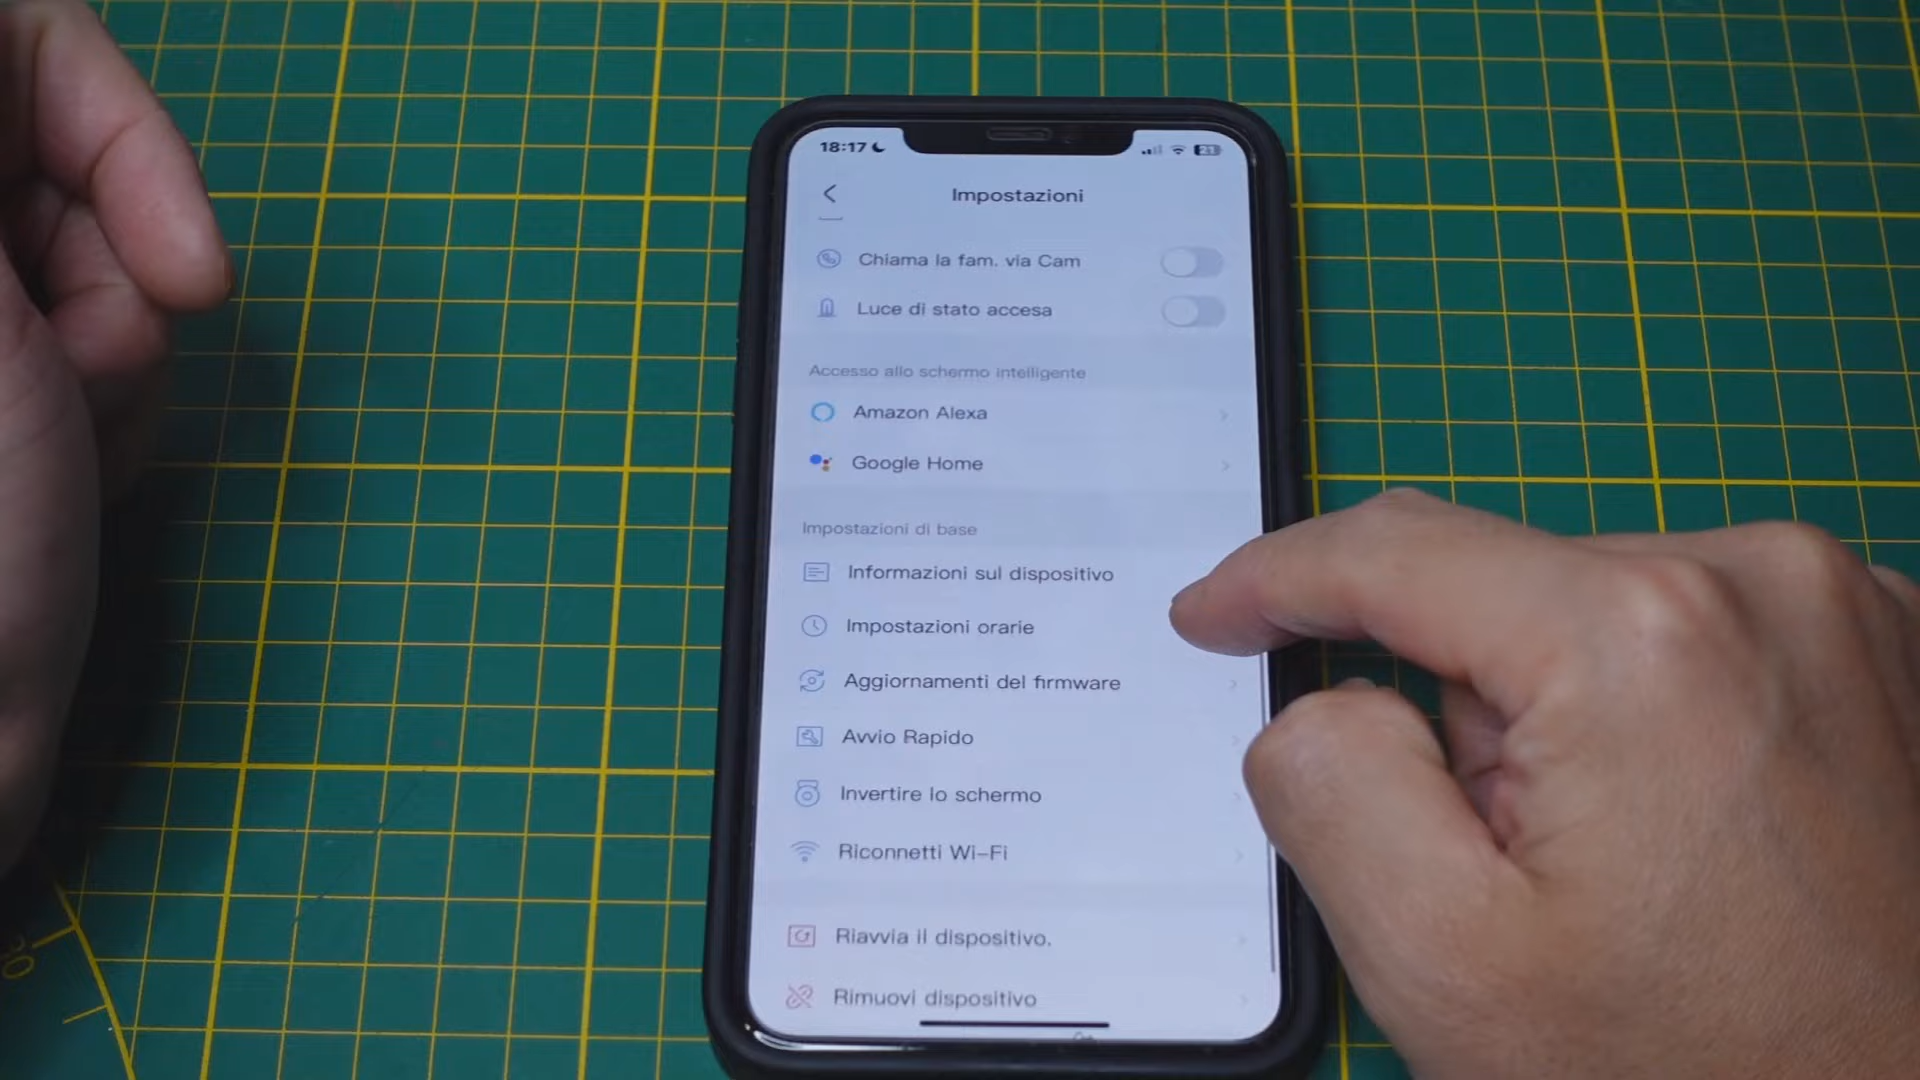 18:17
21
Impostazioni
Chiama la fam. via Cam
Luce di stato accesa
Accesso allo schermo intelligente
Amazon Alexa
Google Home
Impostazioni di base
Informazioni sul dispositivo
Impostazioni orarie
Aggiornamenti del firmware
Avvio Rapido
Invertire lo schermo
Riconnetti Wi-Fi
Riavvia il dispositivo.
Rimuovi dispositivo